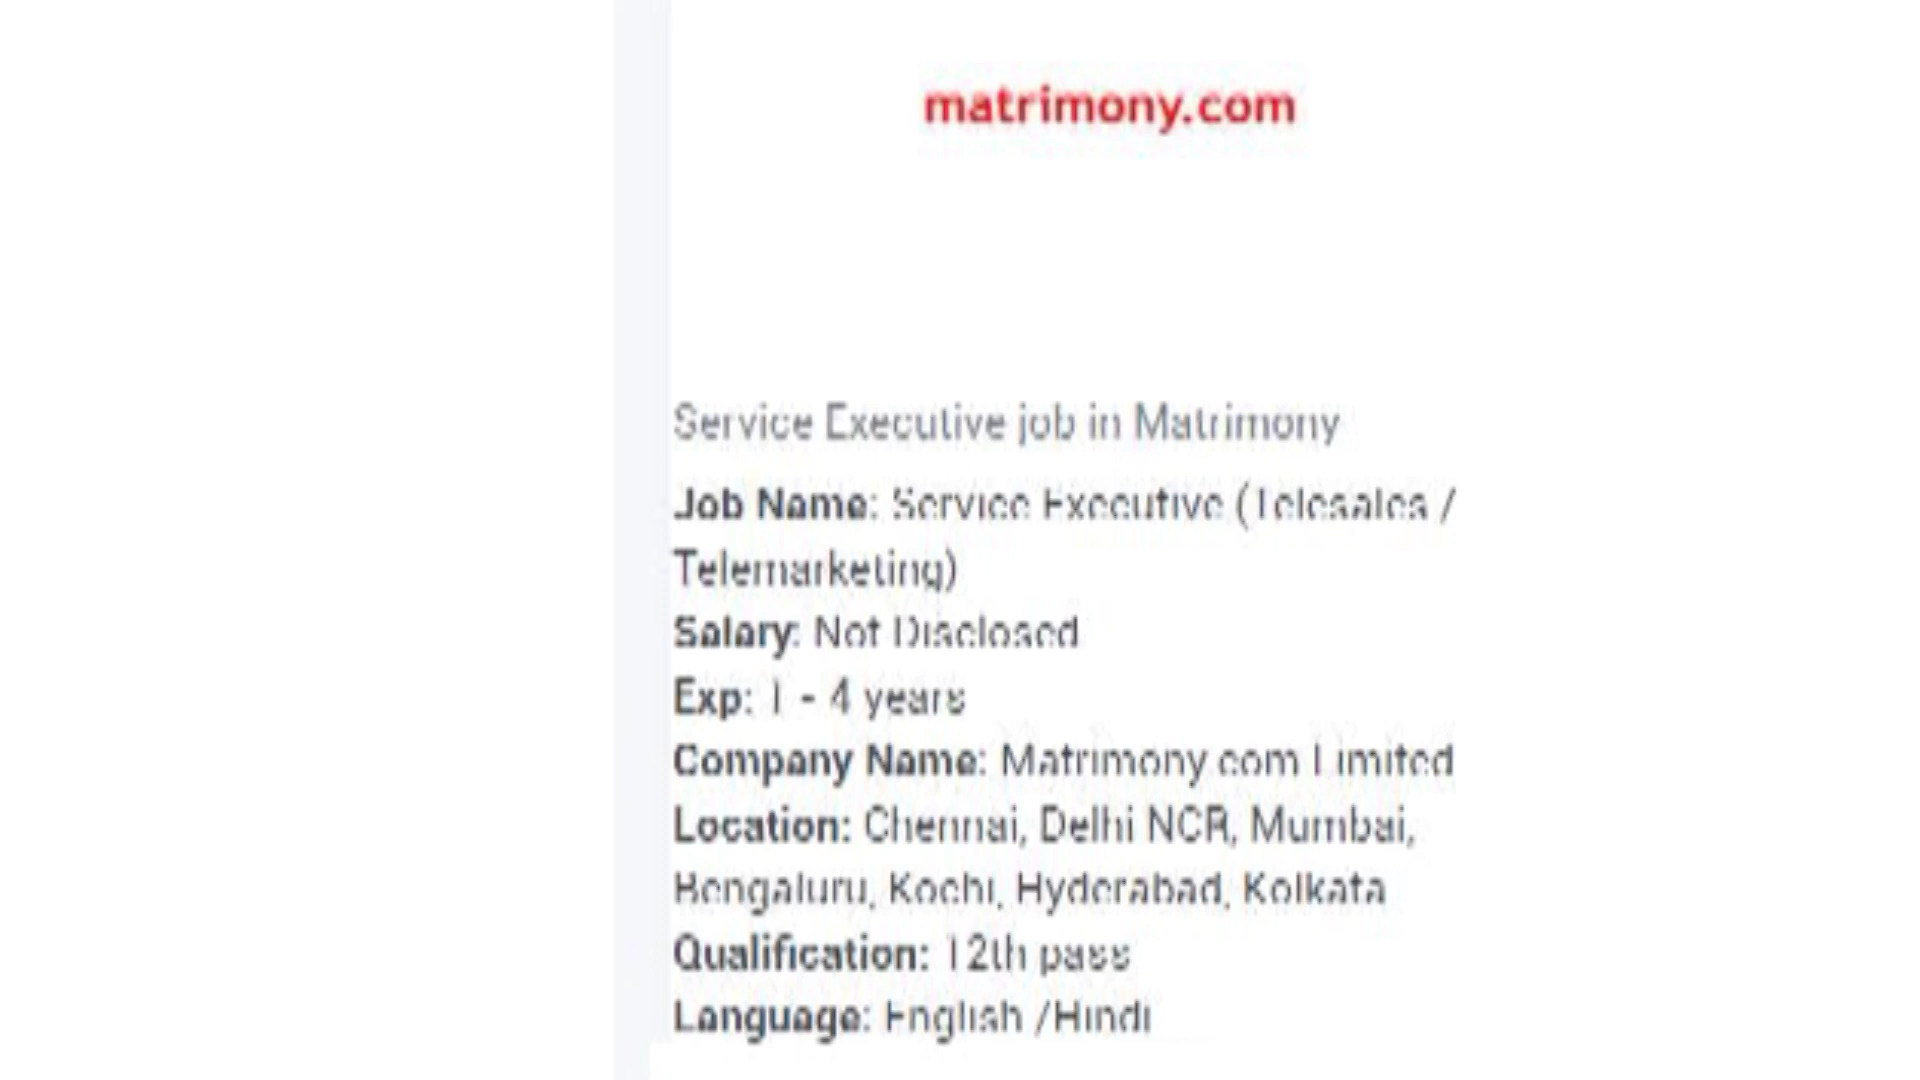 matrimony.com
Service Executive job in Matrimony
Job Name: Service Executive (Telesales /
Telemarketing)
Salary: Not Disclosed
Exp: 1 - 4 years
Company Name: Matrimony.com Limited
Location: Chennai, Delhi NCR, Mumbai,
Bengaluru, Kochi, Hyderabad, Kolkata
Qualification: 12th pass
Language: English /Hindi